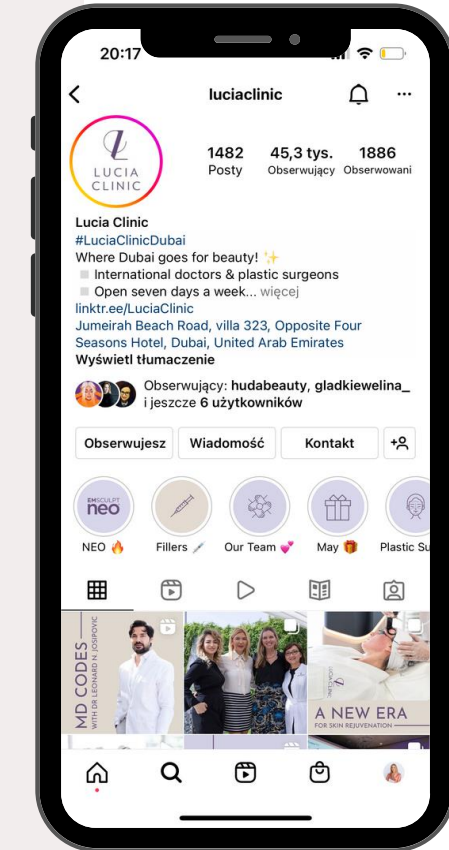 20:17
luciaclinic
LUCIA
CLINIC
1482 45,3 tys. 1886
Posty Obserwujący Obserwowani
Lucia Clinic
#LuciaClinicDubai
Where Dubai goes for beauty! ✨
International doctors & plastic surgeons
Open seven days a week... więcej
linktr.ee/LuciaClinic
Jumeirah Beach Road, villa 323, Opposite Four
Seasons Hotel, Dubai, United Arab Emirates
Wyświetl tłumaczenie
Obserwujący: hudabeauty, gladkiewelina_
i jeszcze 6 użytkowników
Obserwujesz Wiadomość Kontakt
EMSCULPT
neo
NEO 🔥 Fillers 💉 Our Team 💕 May 🎁 Plastic Su
MD CODES
WITH DR LEONARD N. JOSIPOVIC
A NEW ERA
FOR SKIN REJUVENATION